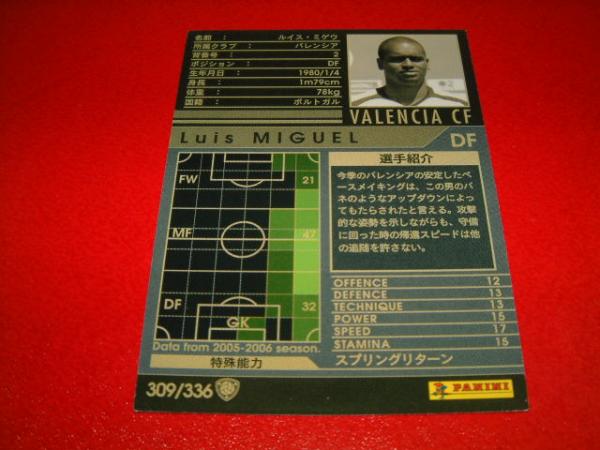 名前 : ルイス・ミゲウ
所属クラブ : バレンシア
背番号 : 2
ポジション : DF
生年月日 : 1980/1/4
身長 : 1m79cm
体重 : 78kg
国籍 : ポルトガル
VALENCIA CF
Luis MIGUEL DF
FW 21
MF 47
DF 32
GK
Data from 2005-2006 season.
特殊能力
選手紹介
今季のバレンシアの安定したペ
ースメイキングは、この男のバ
ネのようなアップダウンによっ
てもたらされたと言える。攻撃
的な姿勢を示しながらも、守備
に回った時の帰還スピードは他
の追随を許さない。
OFFENCE 12
DEFENCE 13
TECHNIQUE 13
POWER 15
SPEED 17
STAMINA 15
スプリングリターン
309/336
PANINI